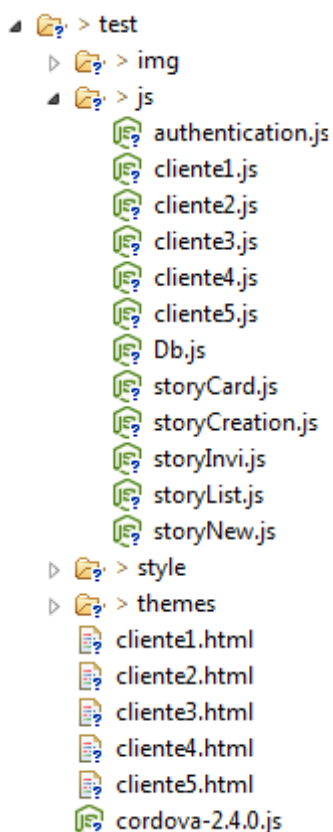 > test
> img
> js
authentication.js
cliente1.js
cliente2.js
cliente3.js
cliente4.js
cliente5.js
Db.js
storyCard.js
storyCreation.js
storyInvi.js
storyList.js
storyNew.js
> style
> themes
cliente1.html
cliente2.html
cliente3.html
cliente4.html
cliente5.html
cordova-2.4.0.js